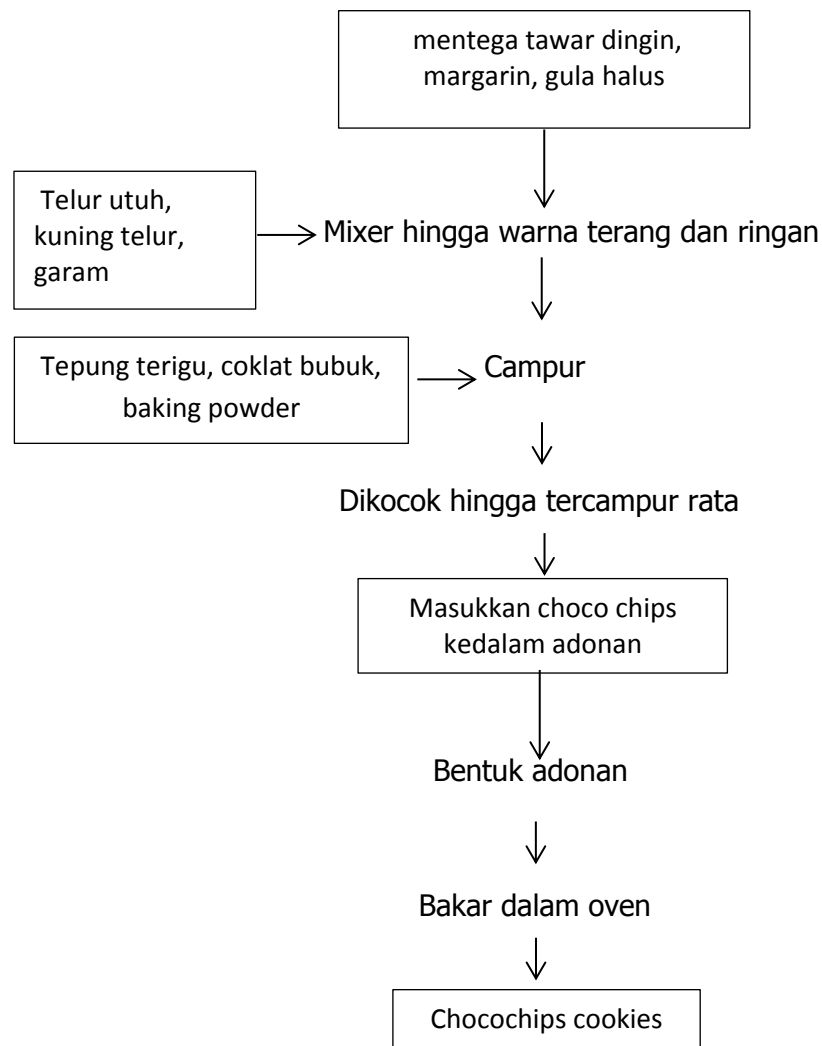 mentega tawar dingin,
margarin, gula halus
Telur utuh,
kuning telur,
garam
Mixer hingga warna terang dan ringan
Tepung terigu, coklat bubuk,
baking powder
Campur
Dikocok hingga tercampur rata
Masukkan choco chips
kedalam adonan
Bentuk adonan
Bakar dalam oven
Chocochips cookies